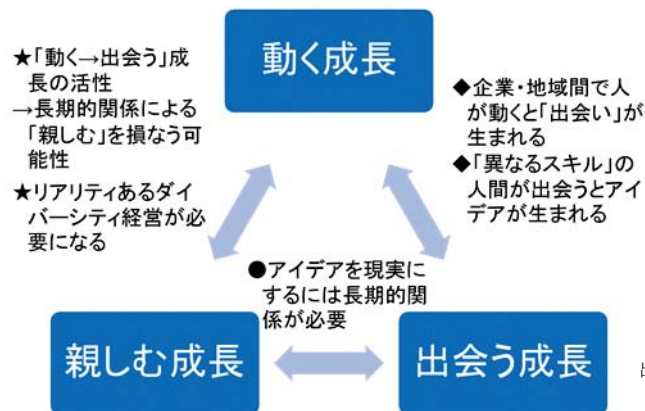 動く成長
★「動く→出会う」成
長の活性
→長期的関係による
「親しむ」を損なう可
能性
★リアリティあるダイ
バーシティ経営が必
要になる
◆企業・地域間で人
が動くと「出会い」が
生まれる
◆「異なるスキル」の
人間が出会うとアイ
デアが生まれる
●アイデアを現実に
するには長期的関
係が必要
親しむ成長
出会う成長